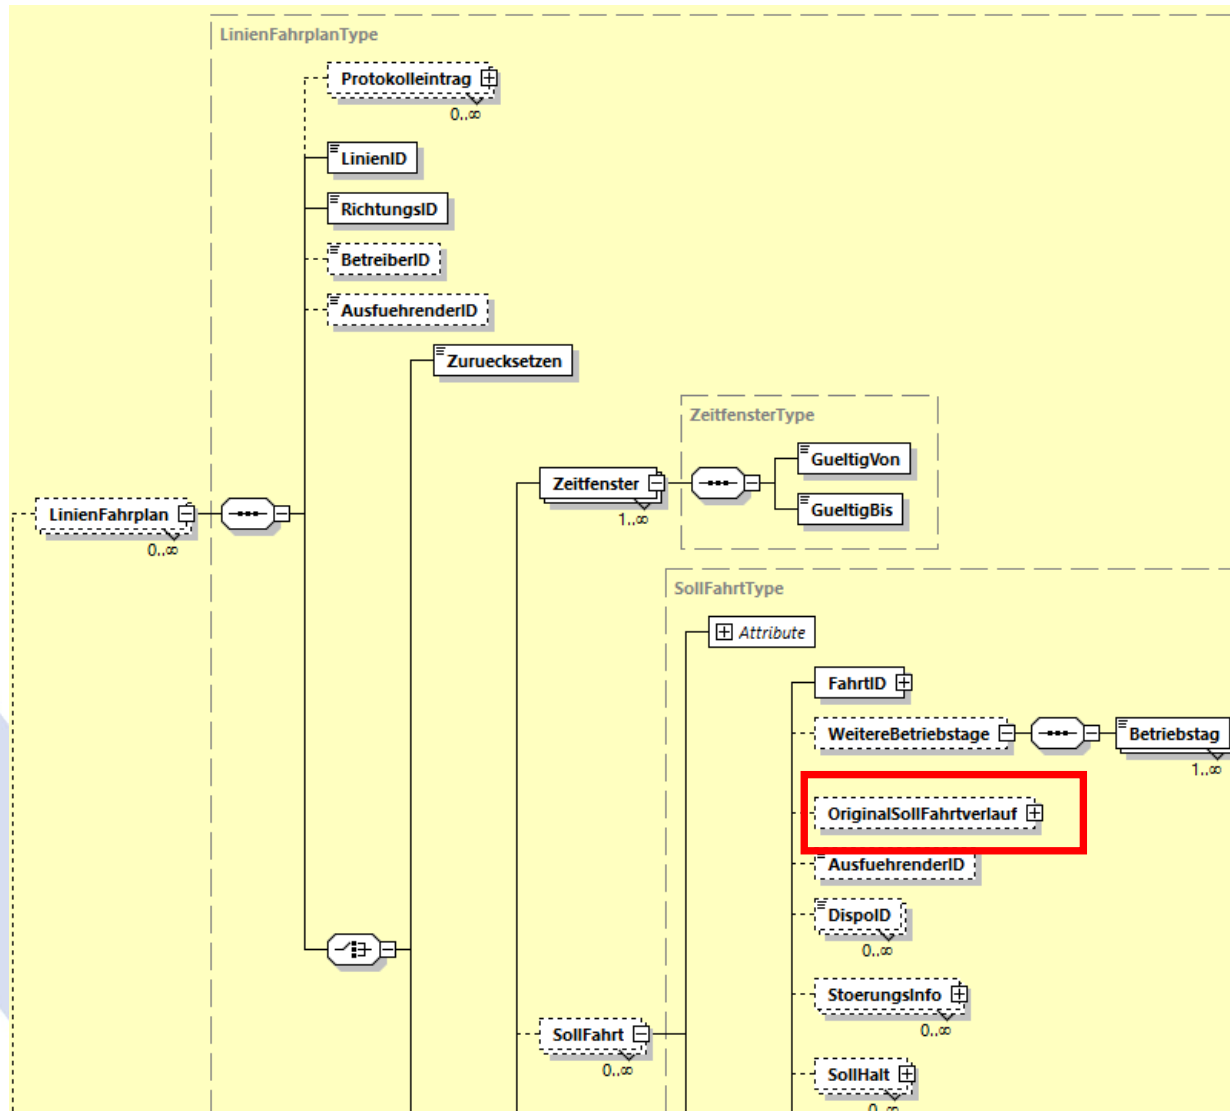 LinienFahrplanType
Protokolleintrag
0..∞
LinienID
RichtungsID
BetreiberID
AusfuehrenderID
Zuruecksetzen
ZeitfensterType
GueltigVon
Zeitfenster
1..∞
GueltigBis
LinienFahrplan
0..∞
SollFahrtType
Attribute
FahrtID
WeitereBetriebstage
Betriebstag
1..∞
OriginalSollFahrtverlauf
AusfuehrenderID
DispoID
0..∞
StoerungsInfo
0..∞
SollFahrt
0..∞
SollHalt
0..∞